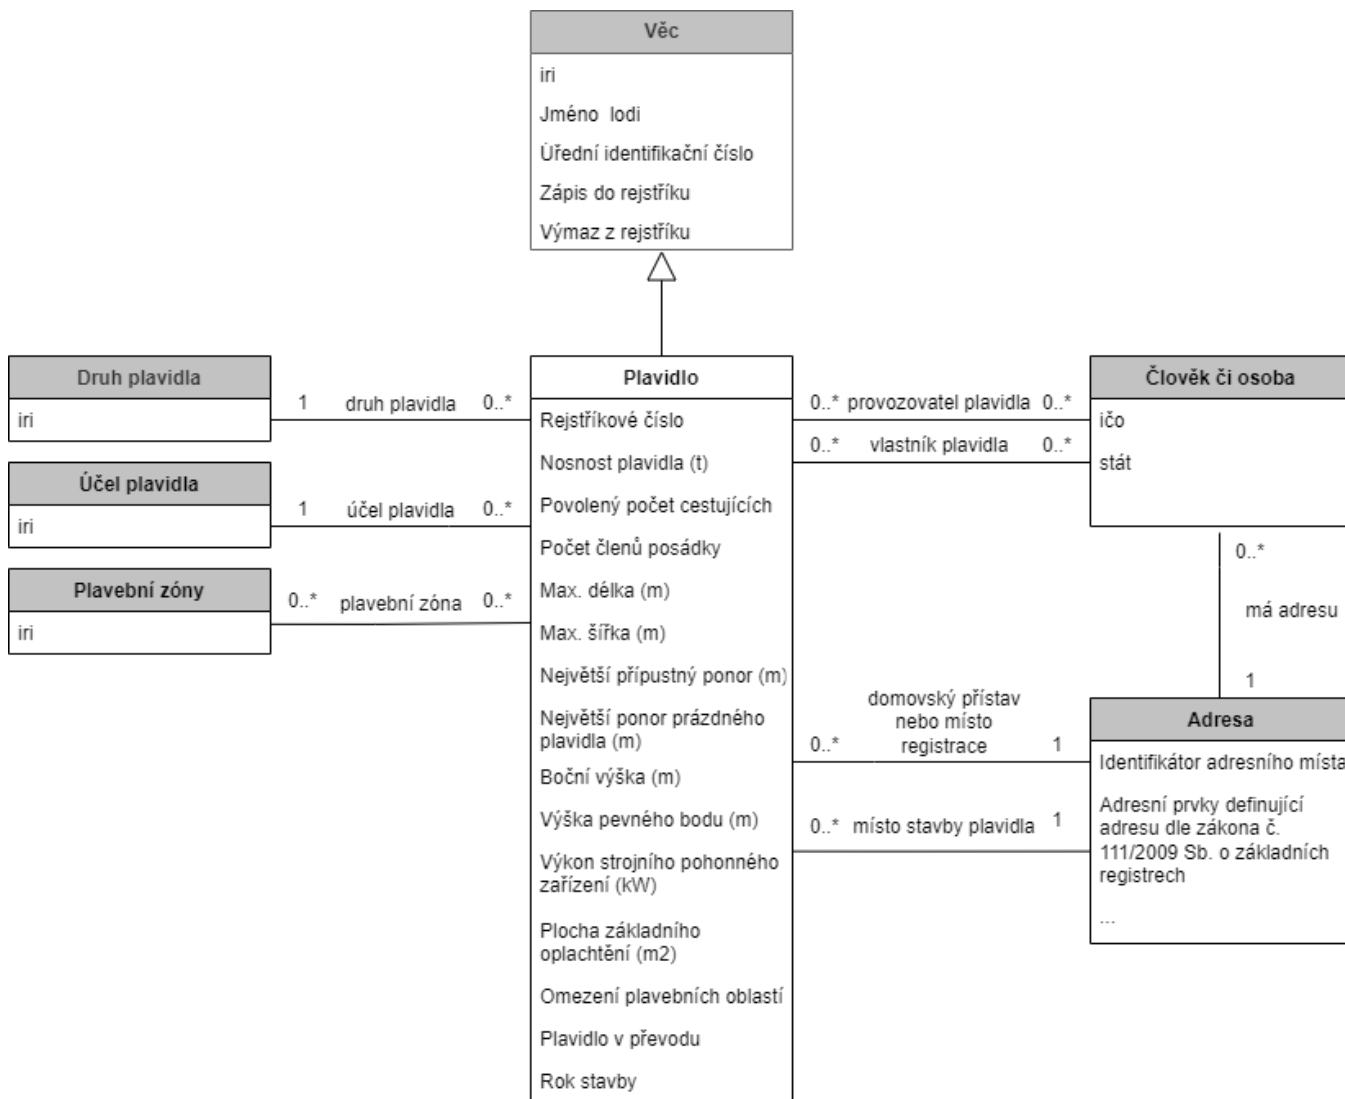 Věc
iri
Jméno  lodi
Úřední identifikační číslo
Zápis do rejstříku
Výmaz z rejstříku
Druh plavidla
iri
1 druh plavidla 0..*
Účel plavidla
iri
1 účel plavidla 0..*
Plavební zóny
iri
0..* plavební zóna 0..*
Plavidlo
Rejstříkové číslo
Nosnost plavidla (t)
Povolený počet cestujících
Počet členů posádky
Max. délka (m)
Max. šířka (m)
Největší přípustný ponor (m)
Největší ponor prázdného
plavidla (m)
Boční výška (m)
Výška pevného bodu (m)
Výkon strojního pohonného
zařízení (kW)
Plocha základního
oplachtění (m2)
Omezení plavebních oblastí
Plavidlo v převodu
Rok stavby
0..* provozovatel plavidla 0..*
0..* vlastník plavidla 0..*
Člověk či osoba
ičo
stát
0..*
má adresu
1
domovský přístav
nebo místo
0..* registrace 1
0..* místo stavby plavidla 1
Adresa
Identifikátor adresního místa
Adresní prvky definující
adresu dle zákona č.
111/2009 Sb. o základních
registrech
...